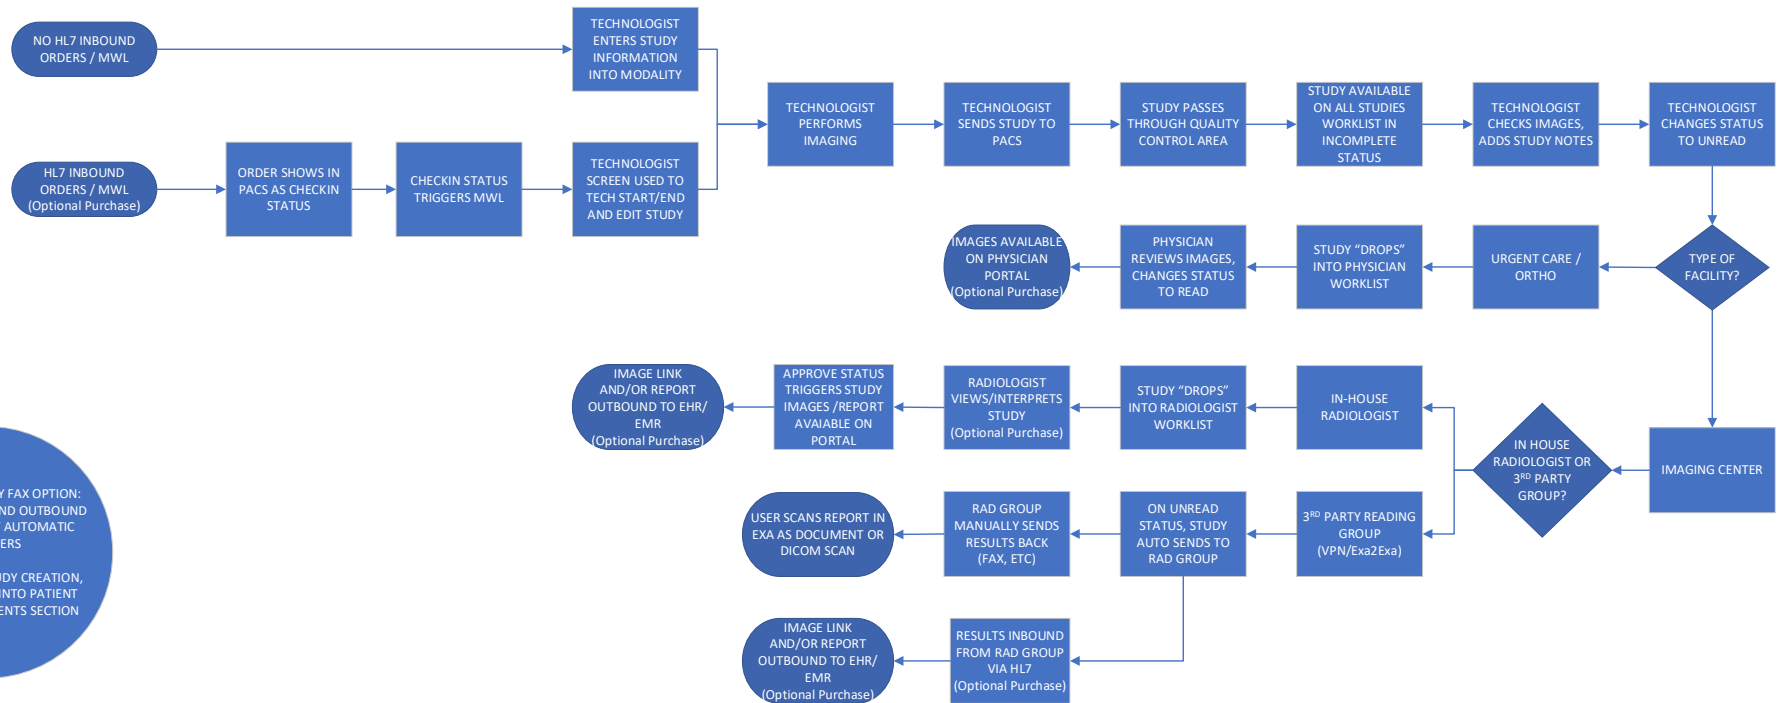 NO HL7 INBOUND
ORDERS / MWL
TECHNOLOGIST
ENTERS STUDY
INFORMATION
INTO MODALITY
HL7 INBOUND
ORDERS / MWL
(Optional Purchase)
ORDER SHOWS IN
PACS AS CHECKIN
STATUS
CHECKIN STATUS
TRIGGERS MWL
TECHNOLOGIST
SCREEN USED TO
TECH START/END
AND EDIT STUDY
TECHNOLOGIST
PERFORMS
IMAGING
TECHNOLOGIST
SENDS STUDY TO
PACS
STUDY PASSES
THROUGH QUALITY
CONTROL AREA
STUDY AVAILABLE
ON ALL STUDIES
WORKLIST IN
INCOMPLETE
STATUS
TECHNOLOGIST
CHECKS IMAGES,
ADDS STUDY NOTES
TECHNOLOGIST
CHANGES STATUS
TO UNREAD
TYPE OF
FACILITY?
URGENT CARE /
ORTHO
STUDY “DROPS”
INTO PHYSICIAN
WORKLIST
PHYSICIAN
REVIEWS IMAGES,
CHANGES STATUS
TO READ
IMAGES AVAILABLE
ON PHYSICIAN
PORTAL
(Optional Purchase)
IMAGING CENTER
IN HOUSE
RADIOLOGIST OR
3RD PARTY
GROUP?
IN-HOUSE
RADIOLOGIST
STUDY “DROPS”
INTO RADIOLOGIST
WORKLIST
RADIOLOGIST
VIEWS/INTERPRETS
STUDY
(Optional Purchase)
APPROVE STATUS
TRIGGERS STUDY
IMAGES /REPORT
AVAIABLE ON
PORTAL
IMAGE LINK
AND/OR REPORT
OUTBOUND TO EHR/
EMR
(Optional Purchase)
3RD PARTY READING
GROUP
(VPN/Exa2Exa)
ON UNREAD
STATUS, STUDY
AUTO SENDS TO
RAD GROUP
RAD GROUP
MANUALLY SENDS
RESULTS BACK
(FAX, ETC)
USER SCANS REPORT IN
EXA AS DOCUMENT OR
DICOM SCAN
RESULTS INBOUND
FROM RAD GROUP
VIA HL7
(Optional Purchase)
IMAGE LINK
AND/OR REPORT
OUTBOUND TO EHR/
EMR
(Optional Purchase)
Y FAX OPTION:
ND OUTBOUND
AUTOMATIC
ERS
UDY CREATION,
INTO PATIENT
ENTS SECTION